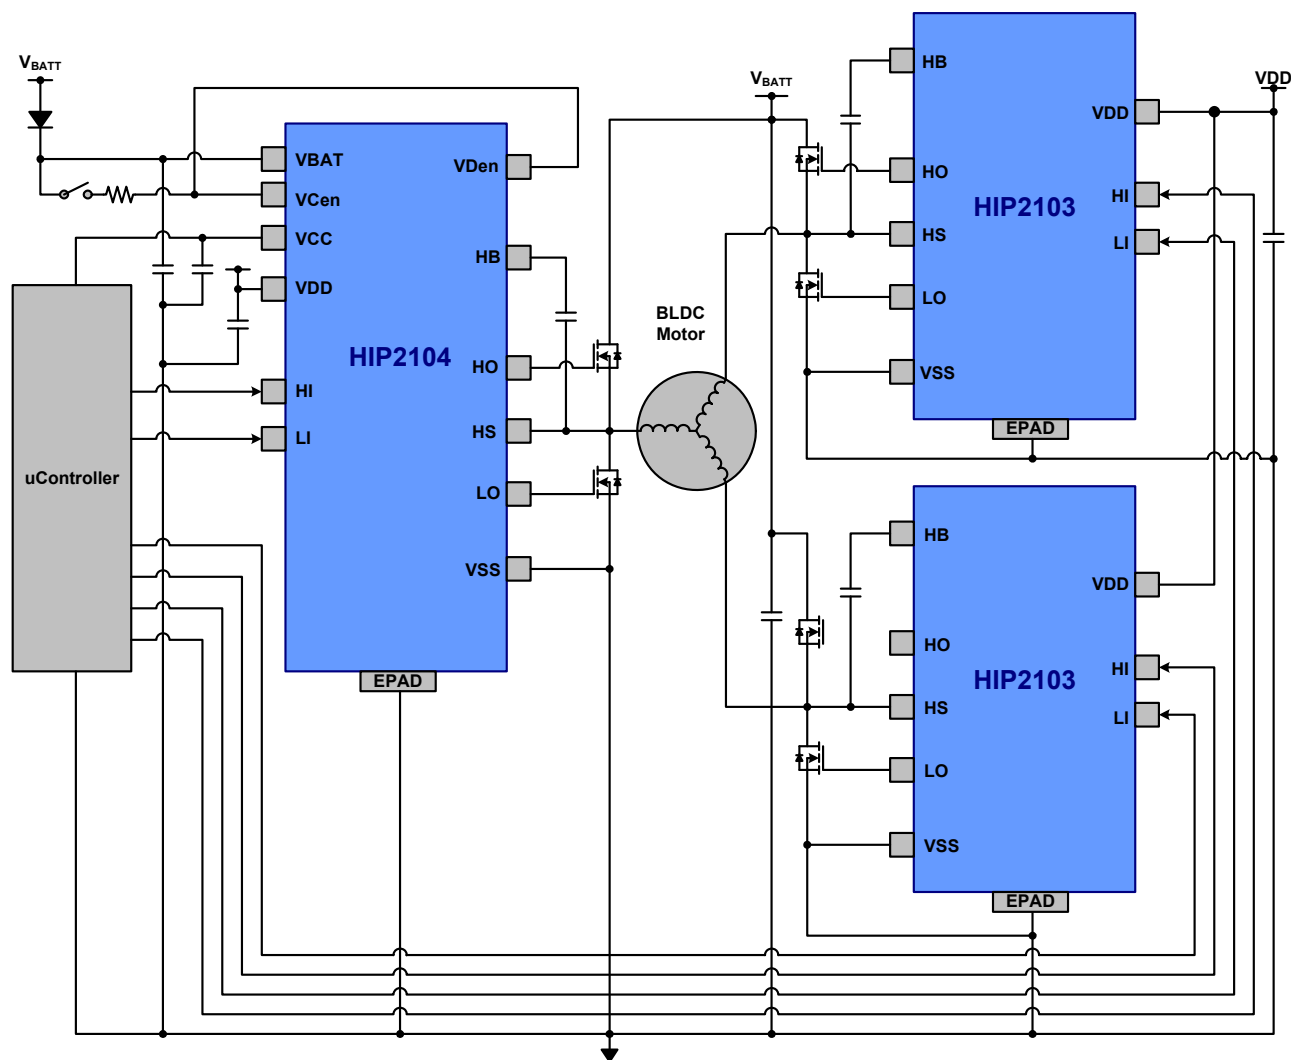 VBATT
VBAT
VCen
VCC
VDD
HI
LI
VDen
HB
HO
HS
LO
VSS
HIP2104
EPAD
uController
BLDC
Motor
VBATT
HB
HO
HS
LO
VSS
HIP2103
VDD
HI
LI
EPAD
VDD
HB
HO
HS
LO
VSS
HIP2103
VDD
HI
LI
EPAD